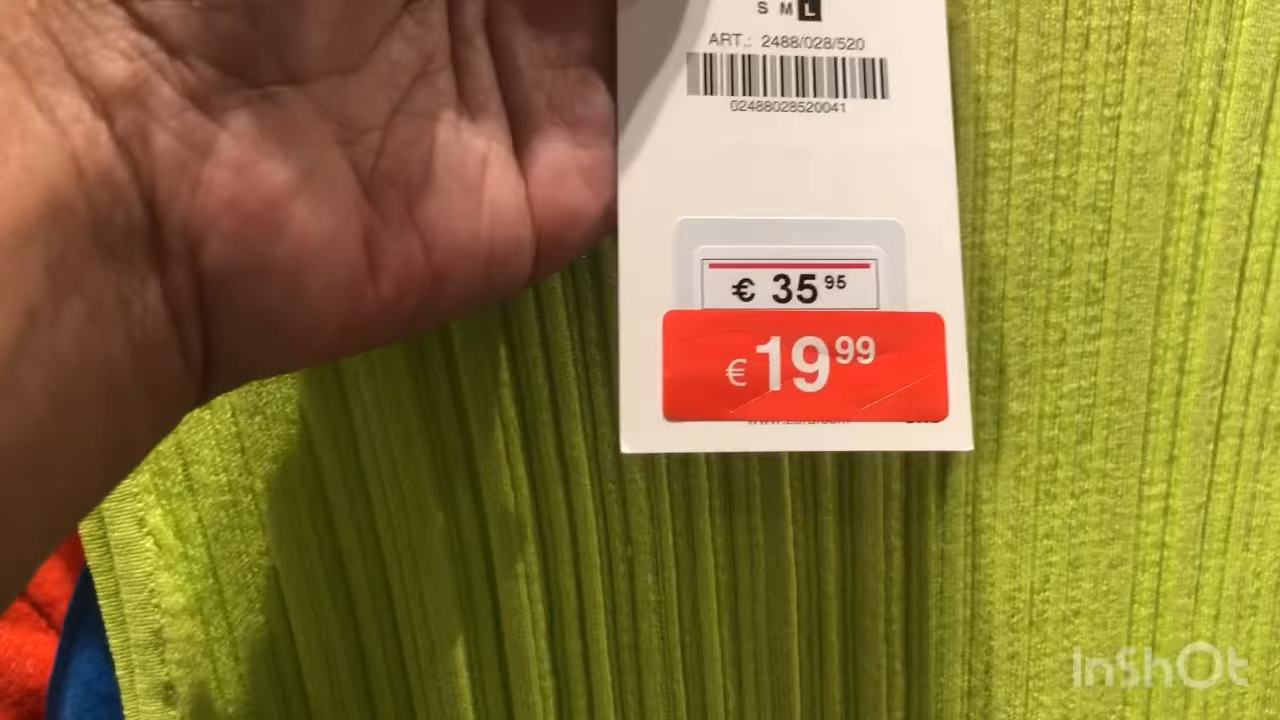 S M L
ART.: 2488/028/520
02488028520041
€ 35 95
€ 19 99
InShOt